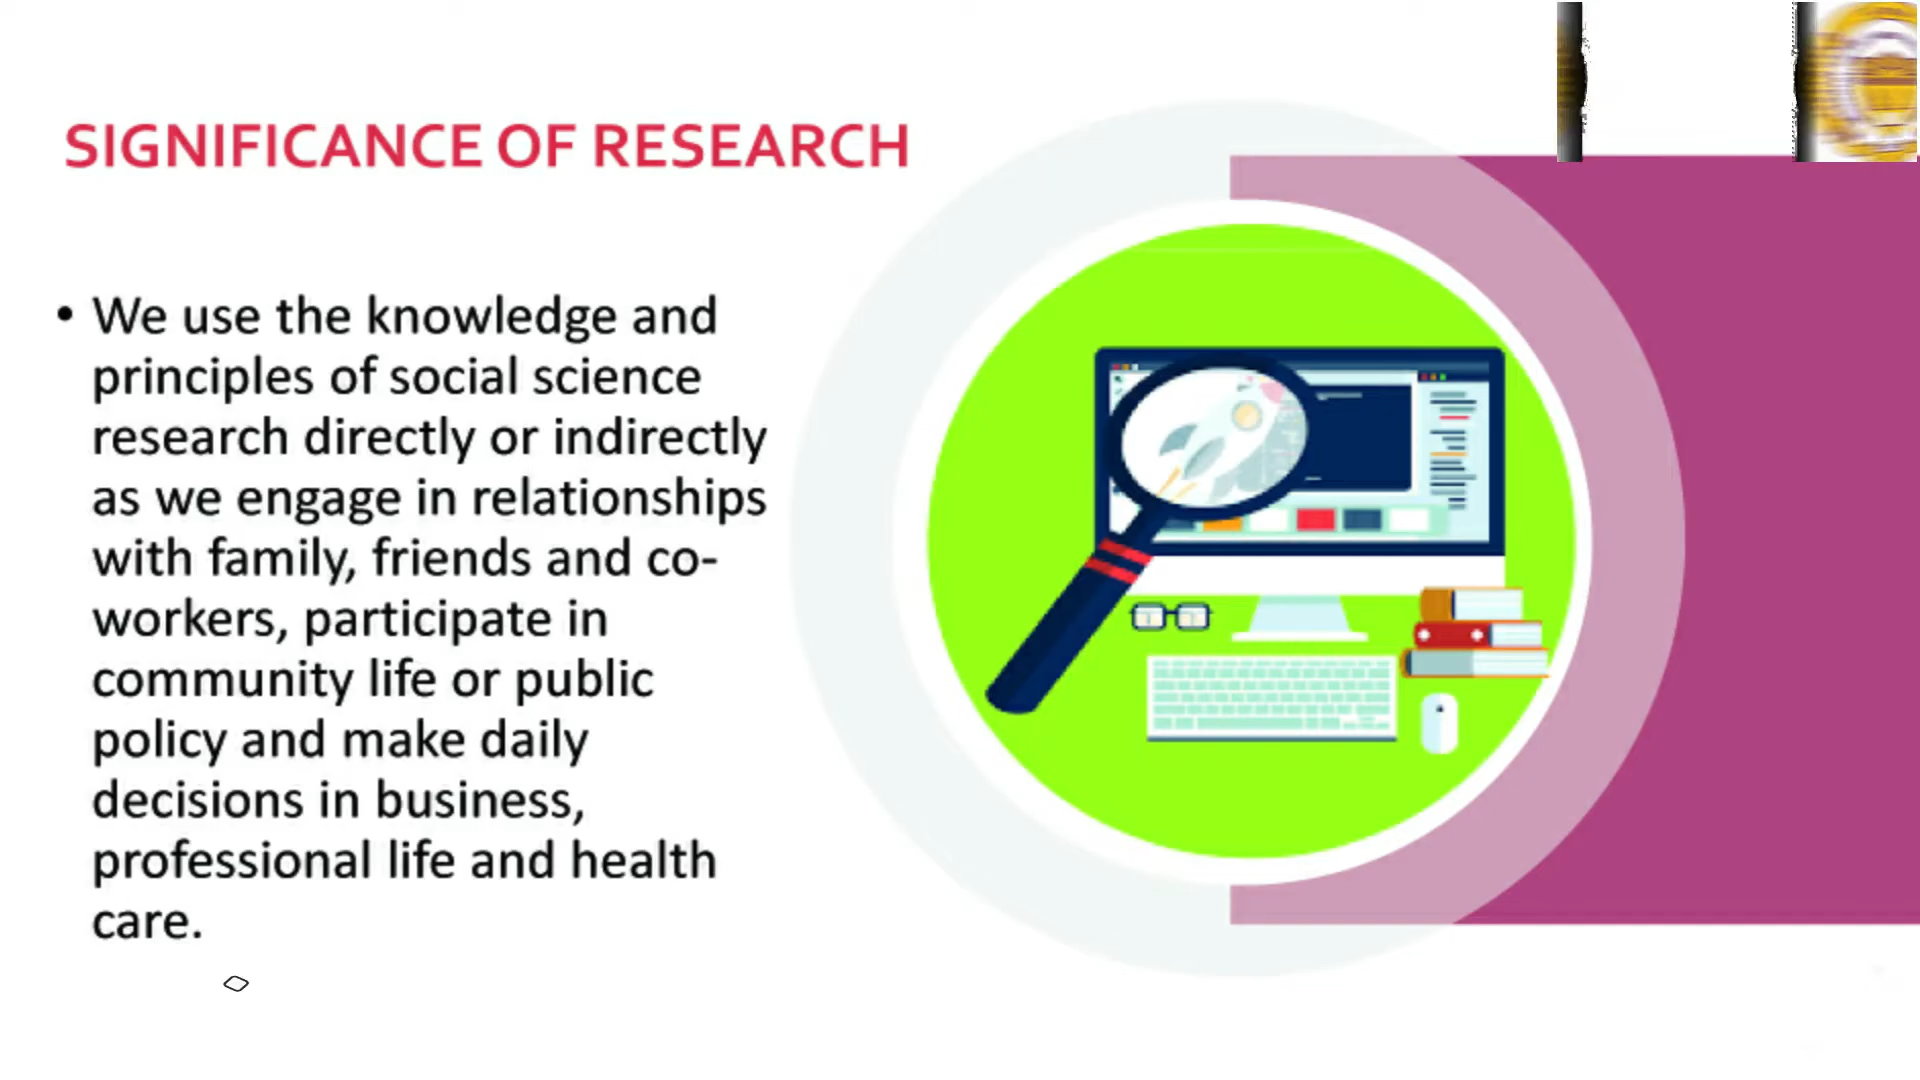 SIGNIFICANCE OF RESEARCH
• We use the knowledge and
principles of social science
research directly or indirectly
as we engage in relationships
with family, friends and co-
workers, participate in
community life or public
policy and make daily
decisions in business,
professional life and health
care.